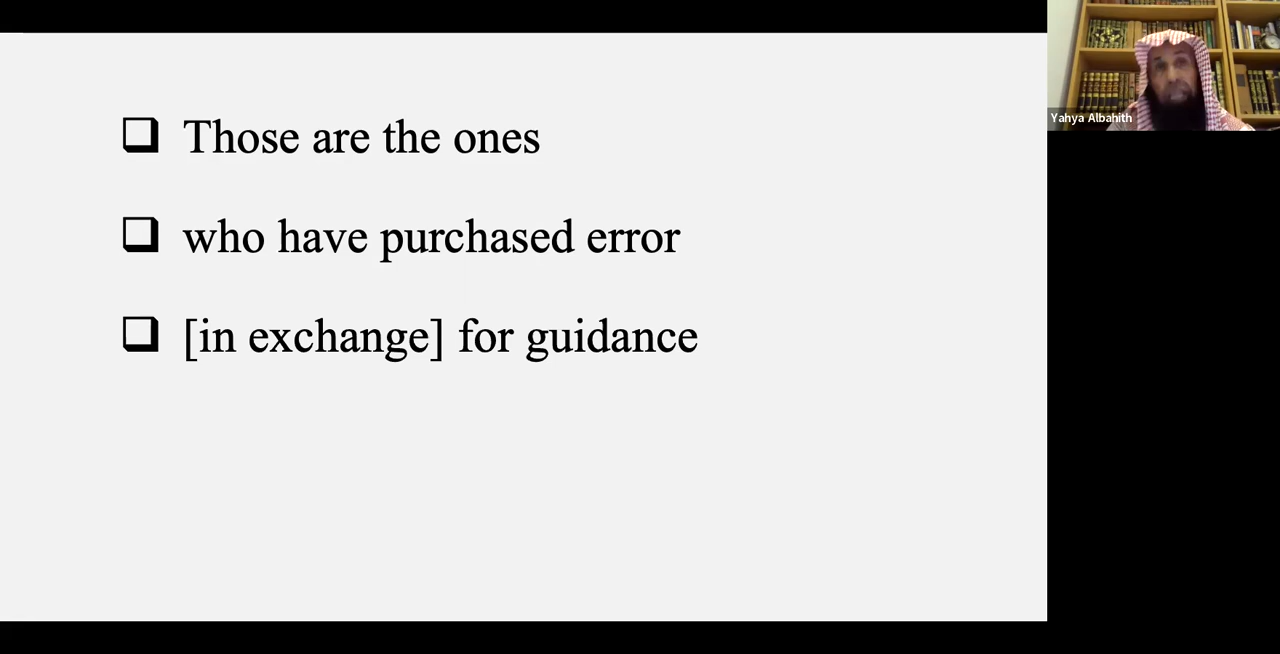 Those are the ones
who have purchased error
[in exchange] for guidance
Yahya Albahith